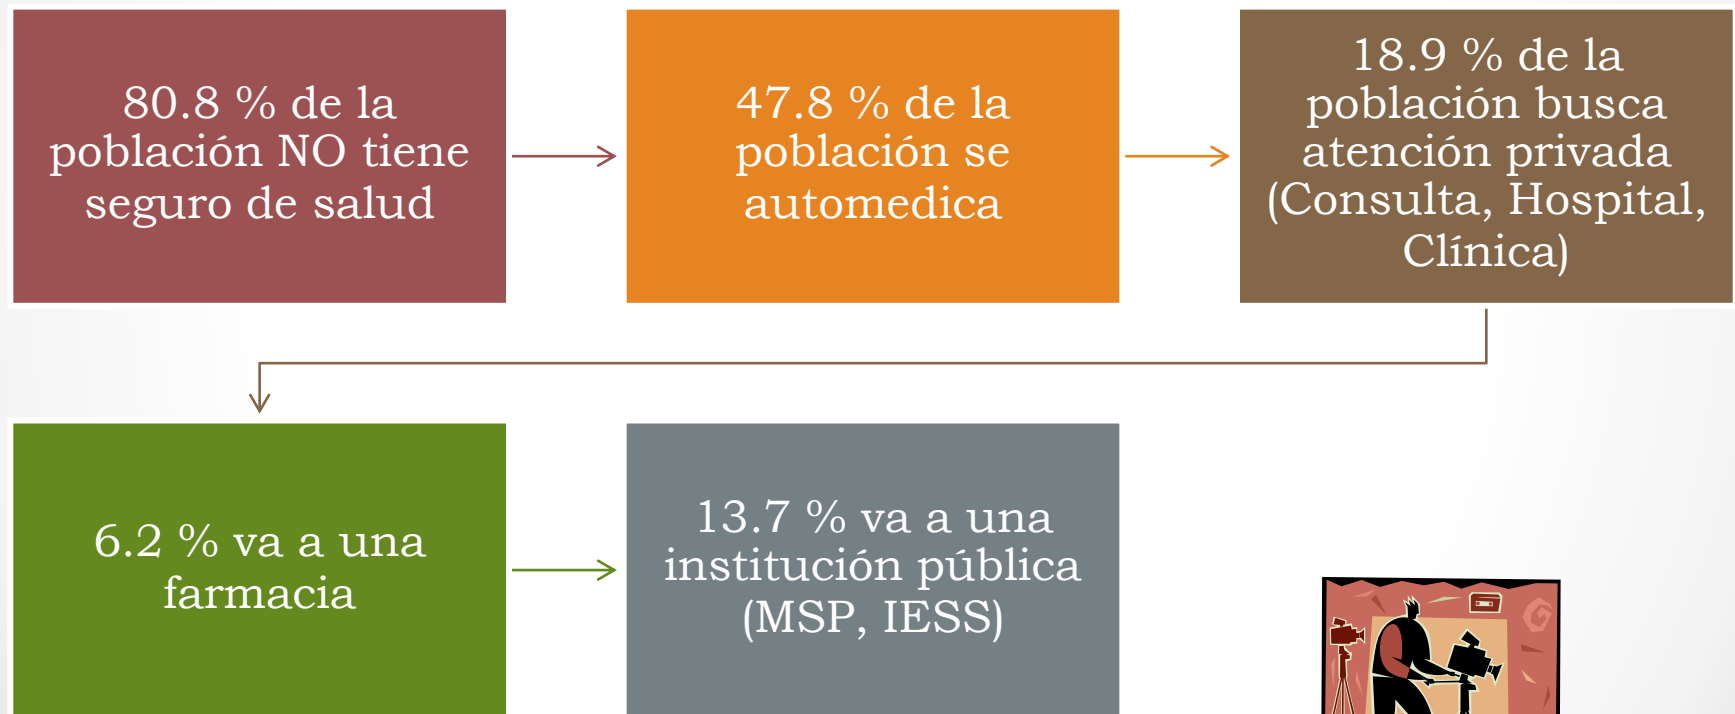 80.8 % de la
población NO tiene
seguro de salud
47.8 % de la
población se
automedica
18.9 % de la
población busca
atención privada
(Consulta, Hospital,
Clínica)
6.2 % va a una
farmacia
13.7 % va a una
institución pública
(MSP, IESS)